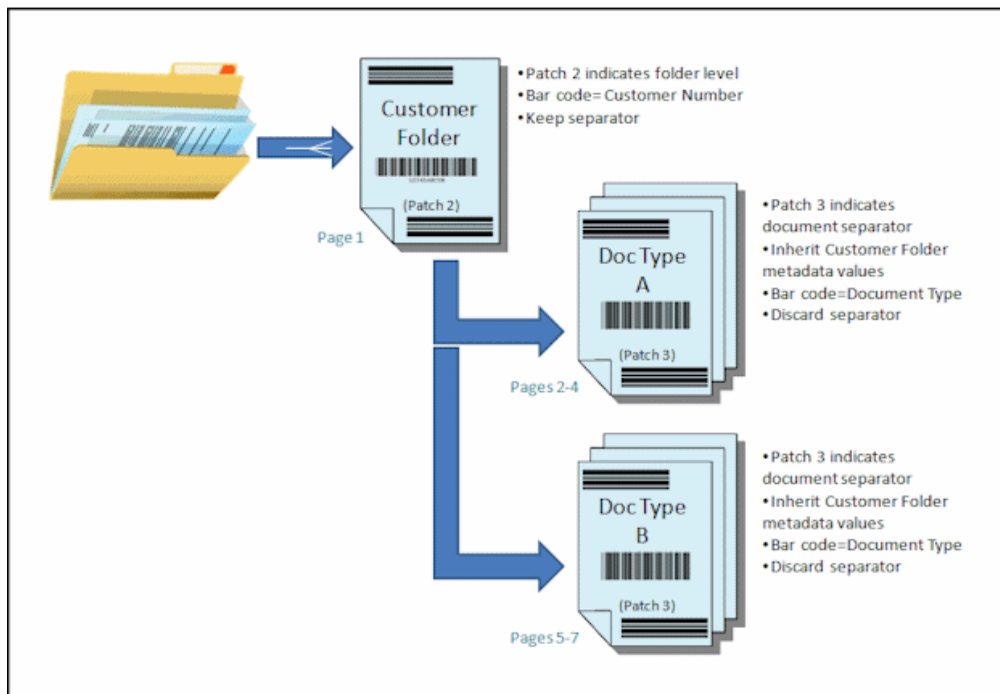 •Patch 2 indicates folder level
•Bar code= Customer Number
•Keep separator
Customer
Folder
(Patch 2)
Page 1
•Patch 3 indicates
document separator
•Inherit Customer Folder
metadata values
•Bar code=Document Type
•Discard separator
Doc Type
A
(Patch 3)
Pages 2-4
•Patch 3 indicates
document separator
•Inherit Customer Folder
metadata values
•Bar code=Document Type
•Discard separator
Doc Type
B
(Patch 3)
Pages 5-7